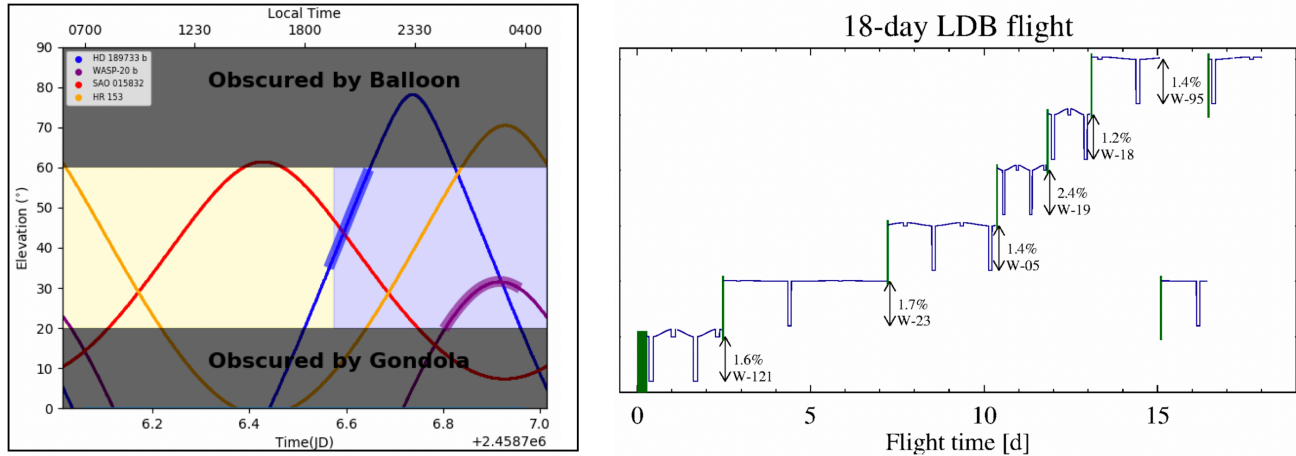 Local Time
0700 1230 1800 2330 0400
90
80
70
60
50
40
30
20
10
0
Elevation (°)
HD 189733 b
WASP-20 b
SAO 015832
HR 153
Obscured by Balloon
Obscured by Gondola
6.2 6.4 6.6 6.8 7.0
Time(JD)
+2.4587e6
18-day LDB flight
1.4%
W-95
1.2%
W-18
2.4%
W-19
1.4%
W-05
1.7%
W-23
1.6%
W-121
0 5 10 15
Flight time [d]